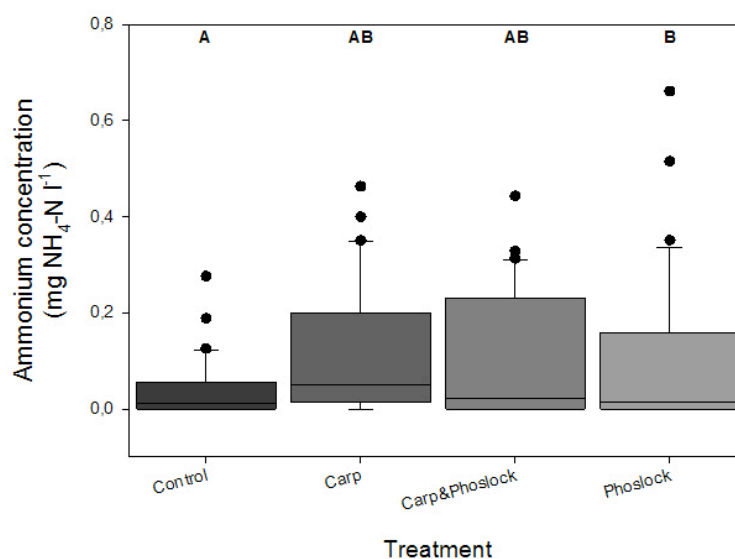 0,8
0,6
0,4
0,2
0,0
Ammonium concentration
(mg NH₄-N l⁻¹)
A AB AB B
Control Carp Carp&Phoslock Phoslock
Treatment